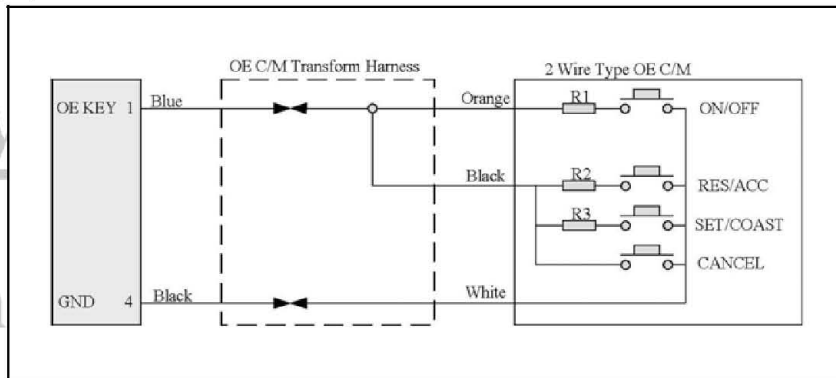 OE C/M Transform Harness
2 Wire Type OE C/M
OE KEY 1 Blue Orange R1 ON/OFF
Black R2 RES/ACC
R3 SET/COAST
CANCEL
GND 4 Black White